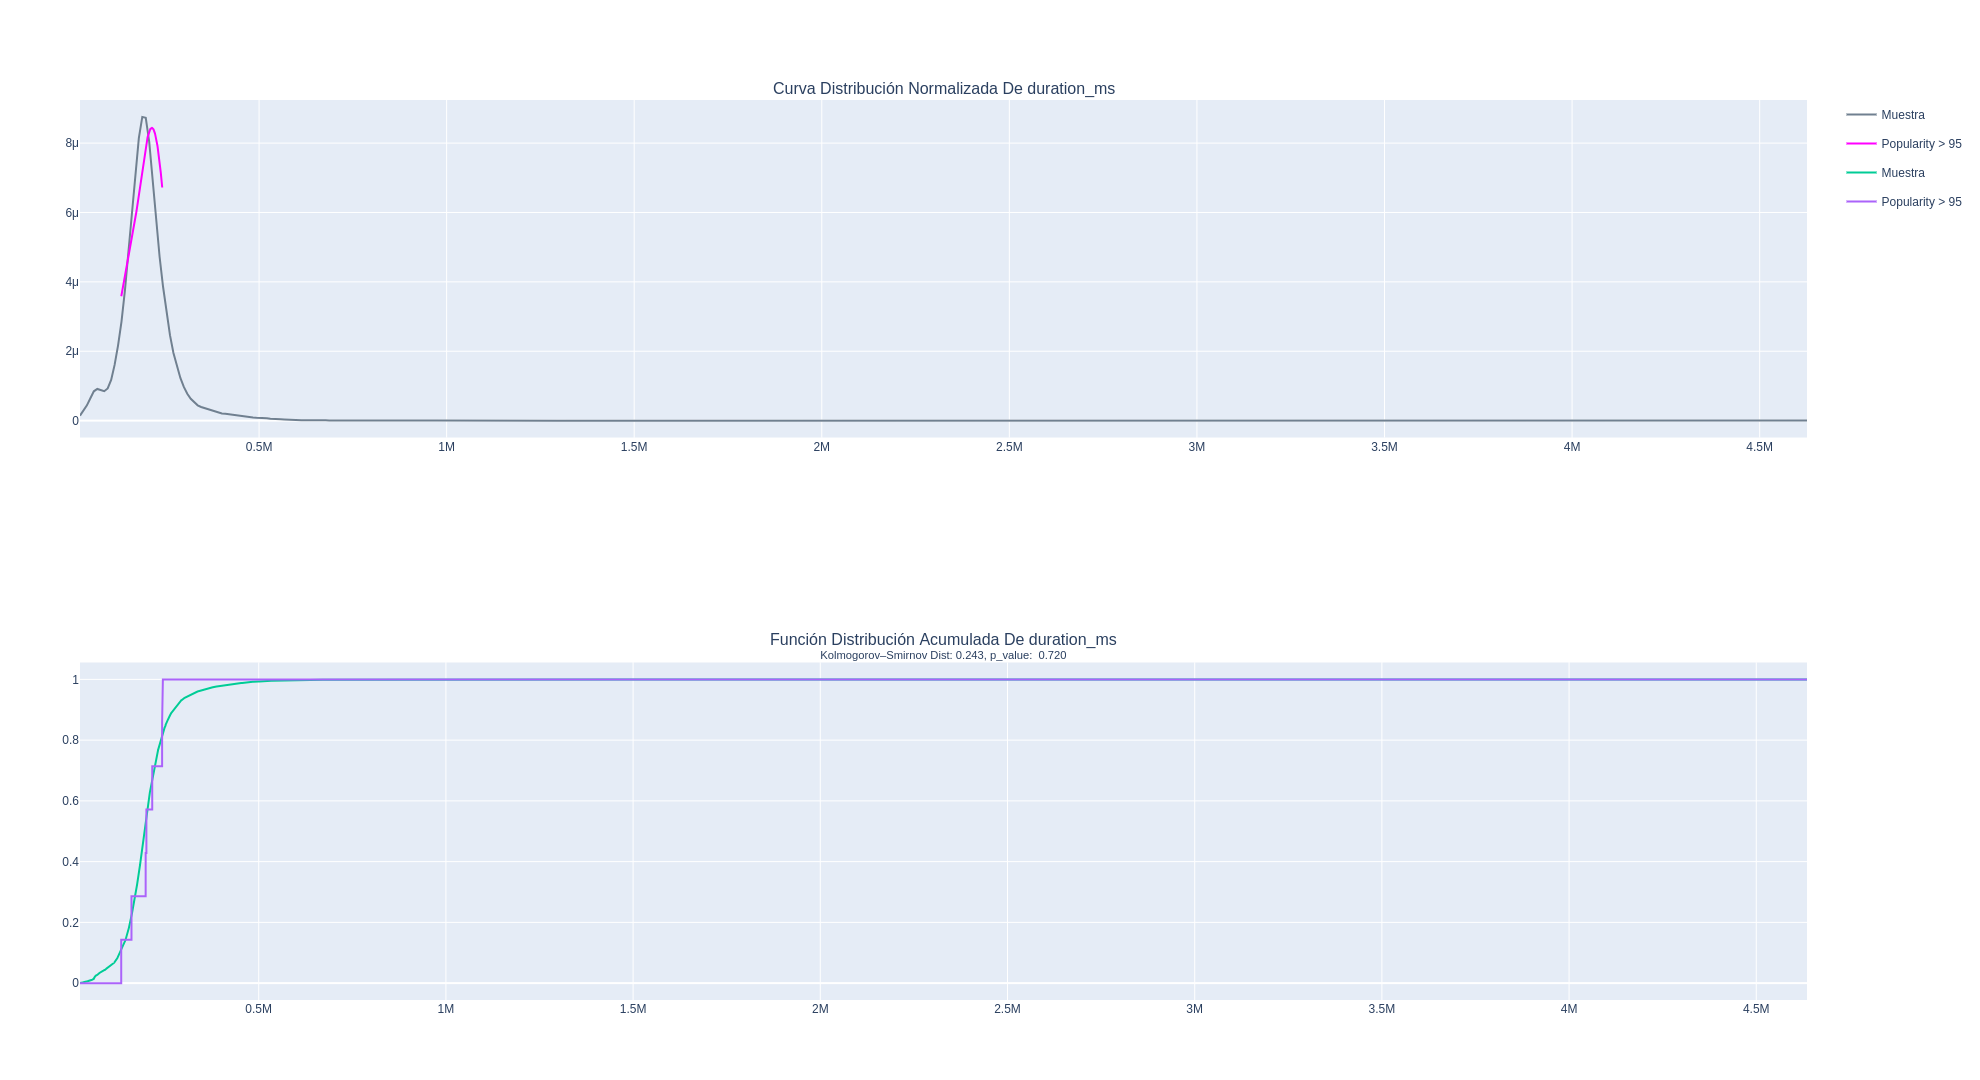 Curva Distribución Normalizada De duration_ms
8μ
6μ
4μ
2μ
0
0.5M 1M 1.5M 2M 2.5M 3M 3.5M 4M 4.5M
Muestra
Popularity > 95
Muestra
Popularity > 95
Función Distribución Acumulada De duration_ms
Kolmogorov–Smirnov Dist: 0.243, p_value: 0.720
1
0.8
0.6
0.4
0.2
0
0.5M 1M 1.5M 2M 2.5M 3M 3.5M 4M 4.5M